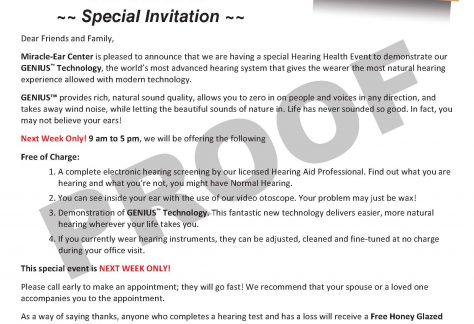 ~~ Special Invitation ~~
Dear Friends and Family,
Miracle-Ear Center is pleased to announce that we are having a special Hearing Health Event to demonstrate our
GENIUS™ Technology, the world's most advanced hearing system that gives the wearer the most natural hearing
experience allowed with modern technology.
GENIUS™ provides rich, natural sound quality, allows you to zero in on people and voices in any direction, and
takes away wind noise, while letting the beautiful sounds of nature in. Life has never sounded so good. In fact, you
may not believe your ears!
Next Week Only! 9 am to 5 pm, we will be offering the following
Free of Charge:
1. A complete electronic hearing screening by our licensed Hearing Aid Professional. Find out what you are
hearing and what you're not, you might have Normal Hearing.
2. You can see inside your ear with the use of our video otoscope. Your problem may just be wax!
3. Demonstration of GENIUS™ Technology. This fantastic new technology delivers easier, more natural
hearing wherever your life takes you.
4. If you currently wear hearing instruments, they can be adjusted, cleaned and fine-tuned at no charge
during your office visit.
This special event is NEXT WEEK ONLY!
Please call early to make an appointment; they will go fast! We recommend that your spouse or a loved one
accompanies you to the appointment.
As a way of saying thanks, anyone who completes a hearing test and has a loss will receive a Free Honey Glazed
PROOF